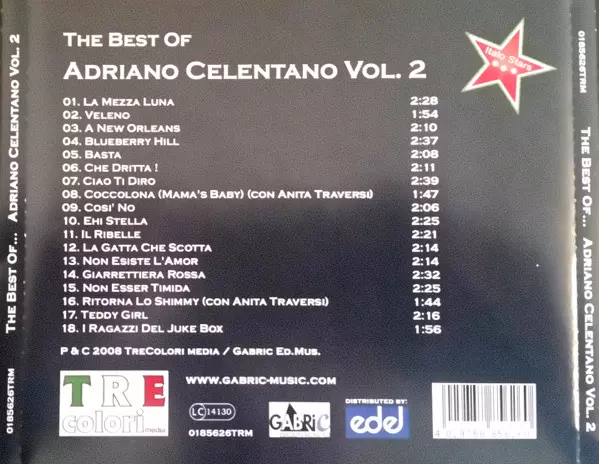 THE BEST OF
ADRIANO CELENTANO VOL. 2
Italo Stars
01. LA MEZZA LUNA 2:28
02. VELENO 1:54
03. A NEW ORLEANS 2:10
04. BLUEBERRY HILL 2:37
05. BASTA 2:08
06. CHE DRITTA ! 2:11
07. CIAO TI DIRO 2:39
08. COCCOLONA (MAMA'S BABY) (CON ANITA TRAVERSI) 1:47
09. COSI' NO 2:06
10. EHI STELLA 2:25
11. IL RIBELLE 2:21
12. LA GATTA CHE SCOTTA 2:14
13. NON ESISTE L'AMOR 2:14
14. GIARRETTIERA ROSSA 2:32
15. NON ESSER TIMIDA 2:25
16. RITORNA LO SHIMMY (CON ANITA TRAVERSI) 1:44
17. TEDDY GIRL 2:16
18. I RAGAZZI DEL JUKE BOX 1:56
P & C 2008 TRECOLORI MEDIA / GABRIC ED.MUS.
TRE
colori media
WWW.GABRIC-MUSIC.COM
LC 14130
0185626TRM
GABRIC
DISTRIBUTED BY:
edel
THE BEST OF... ADRIANO CELENTANO VOL. 2
0185626TRM
0185626TRM
THE BEST OF... ADRIANO CELENTANO VOL. 2